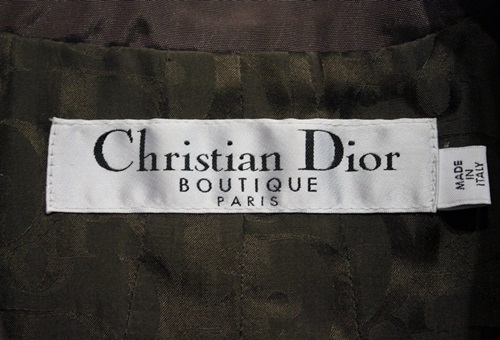 Christian Dior
BOUTIQUE
PARIS
MADE
IN
ITALY